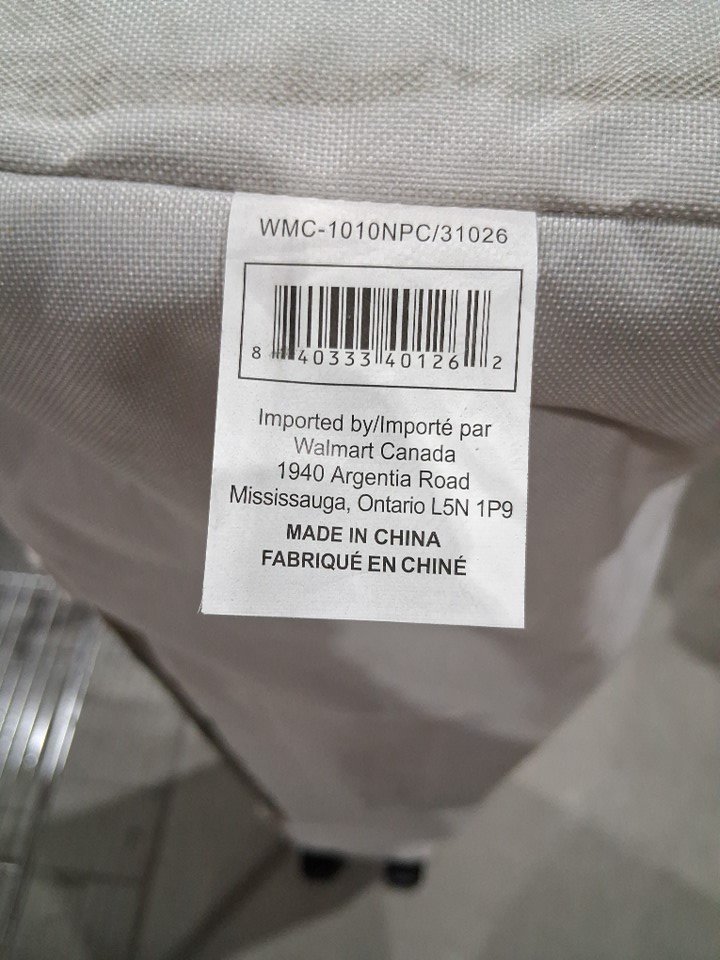 WMC-1010NPC/31026
8 40333 40126 2
Imported by/Importé par
Walmart Canada
1940 Argentia Road
Mississauga, Ontario L5N 1P9
MADE IN CHINA
FABRIQUÉ EN CHINÉ